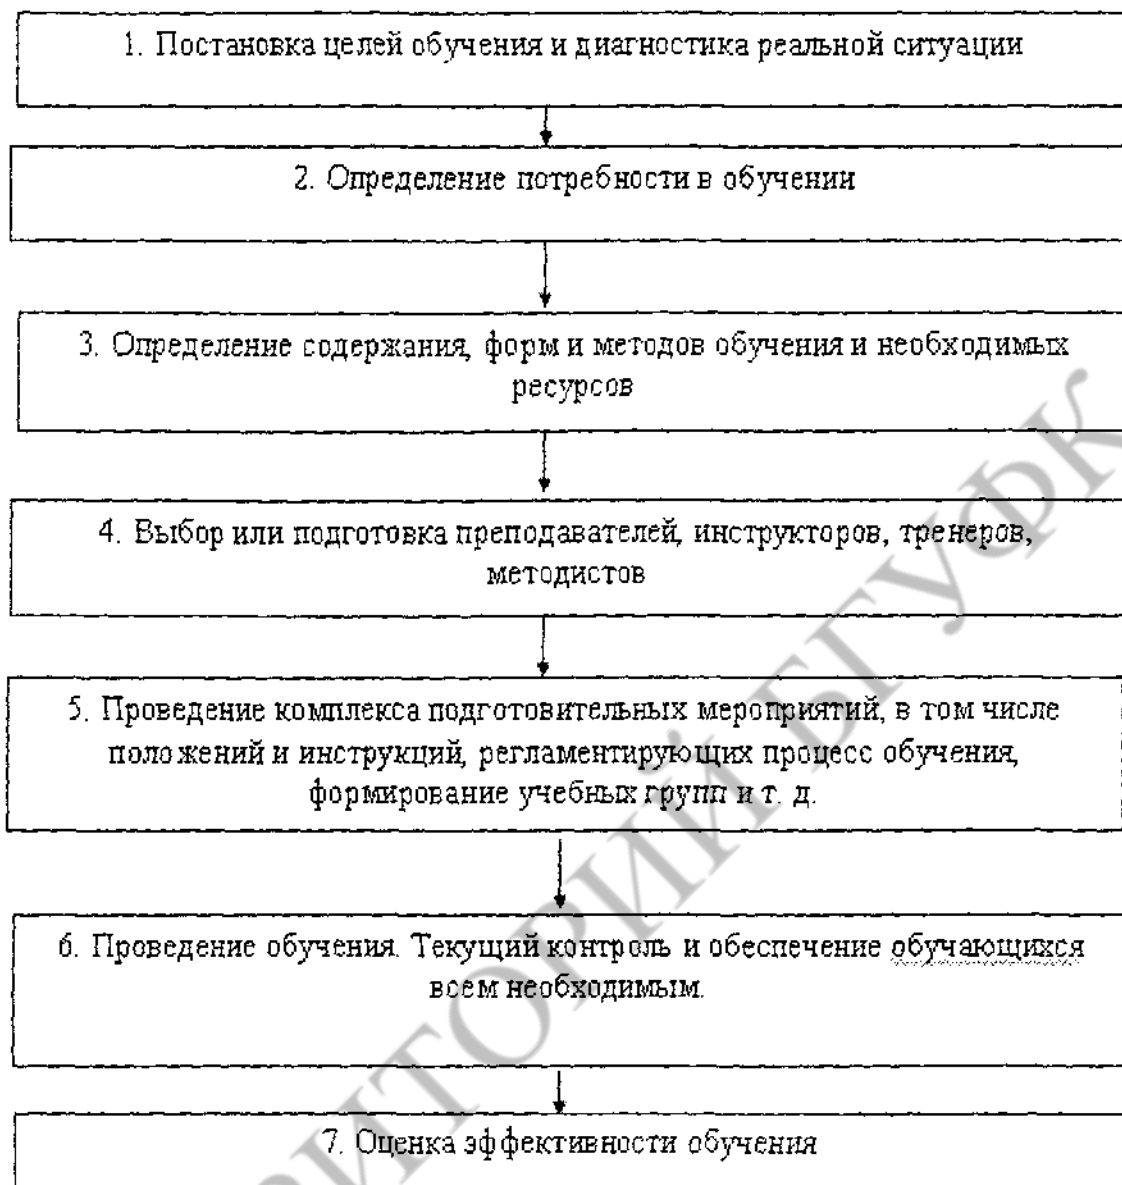 1. Постановка целей обучения и диагностика реальной ситуации
2. Определение потребности в обучении
3. Определение содержания, форм и методов обучения и необходимых
ресурсов
4. Выбор или подготовка преподавателей, инструкторов, тренеров,
методистов
5. Проведение комплекса подготовительных мероприятий, в том числе
положений и инструкций, регламентирующих процесс обучения,
формирование учебных групп и т. д.
6. Проведение обучения. Текущий контроль и обеспечение обучающихся
всем необходимым.
7. Оценка эффективности обучения
ИТОРИЙ БГУФК